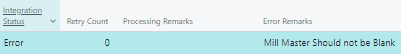 Integration Status Retry Count Processing Remarks Error Remarks
Error 0 Mill Master Should not be Blank